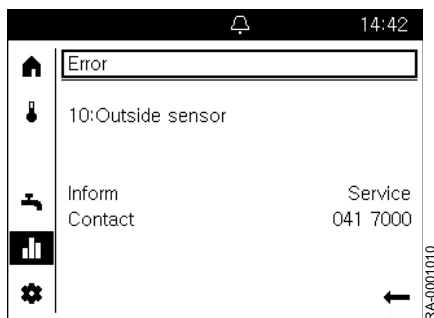 14:42
Error
10:Outside sensor
Inform Service
Contact 041 7000
RA-0001010